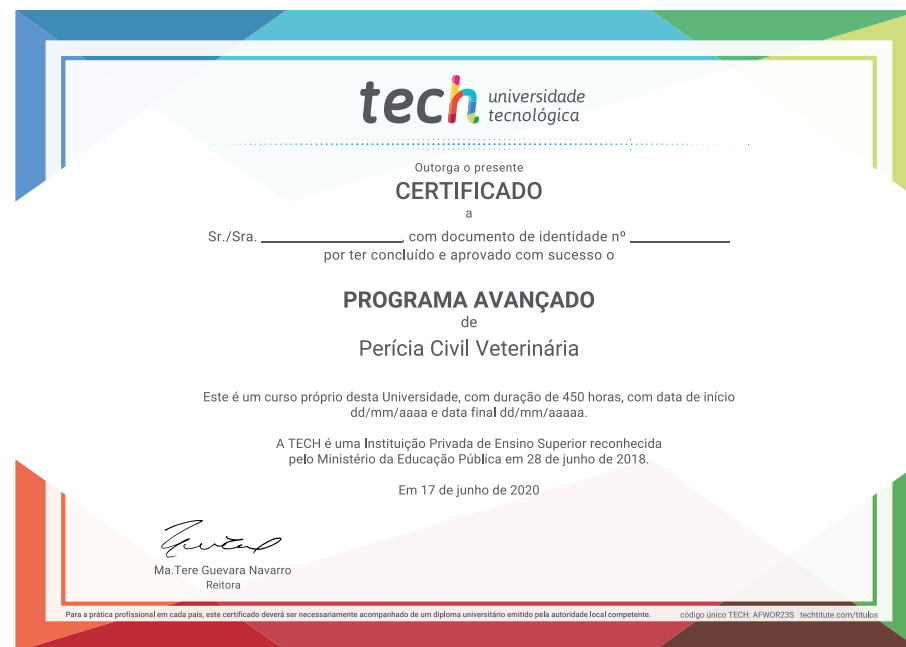 tech universidade
tecnológica
Outorga o presente
CERTIFICADO
a
Sr./Sra. ________________, com documento de identidade nº ___________
por ter concluído e aprovado com sucesso o
PROGRAMA AVANÇADO
de
Perícia Civil Veterinária
Este é um curso próprio desta Universidade, com duração de 450 horas, com data de início
dd/mm/aaaa e data final dd/mm/aaaaa.
A TECH é uma Instituição Privada de Ensino Superior reconhecida
pelo Ministério da Educação Pública em 28 de junho de 2018.
Em 17 de junho de 2020
Ma.Tere Guevara Navarro
Reitora
Para a prática profissional em cada país, este certificado deverá ser necessariamente acompanhado de um diploma universitário emitido pela autoridade local competente. código único TECH: AFWOR23S techtitute.com/titulos